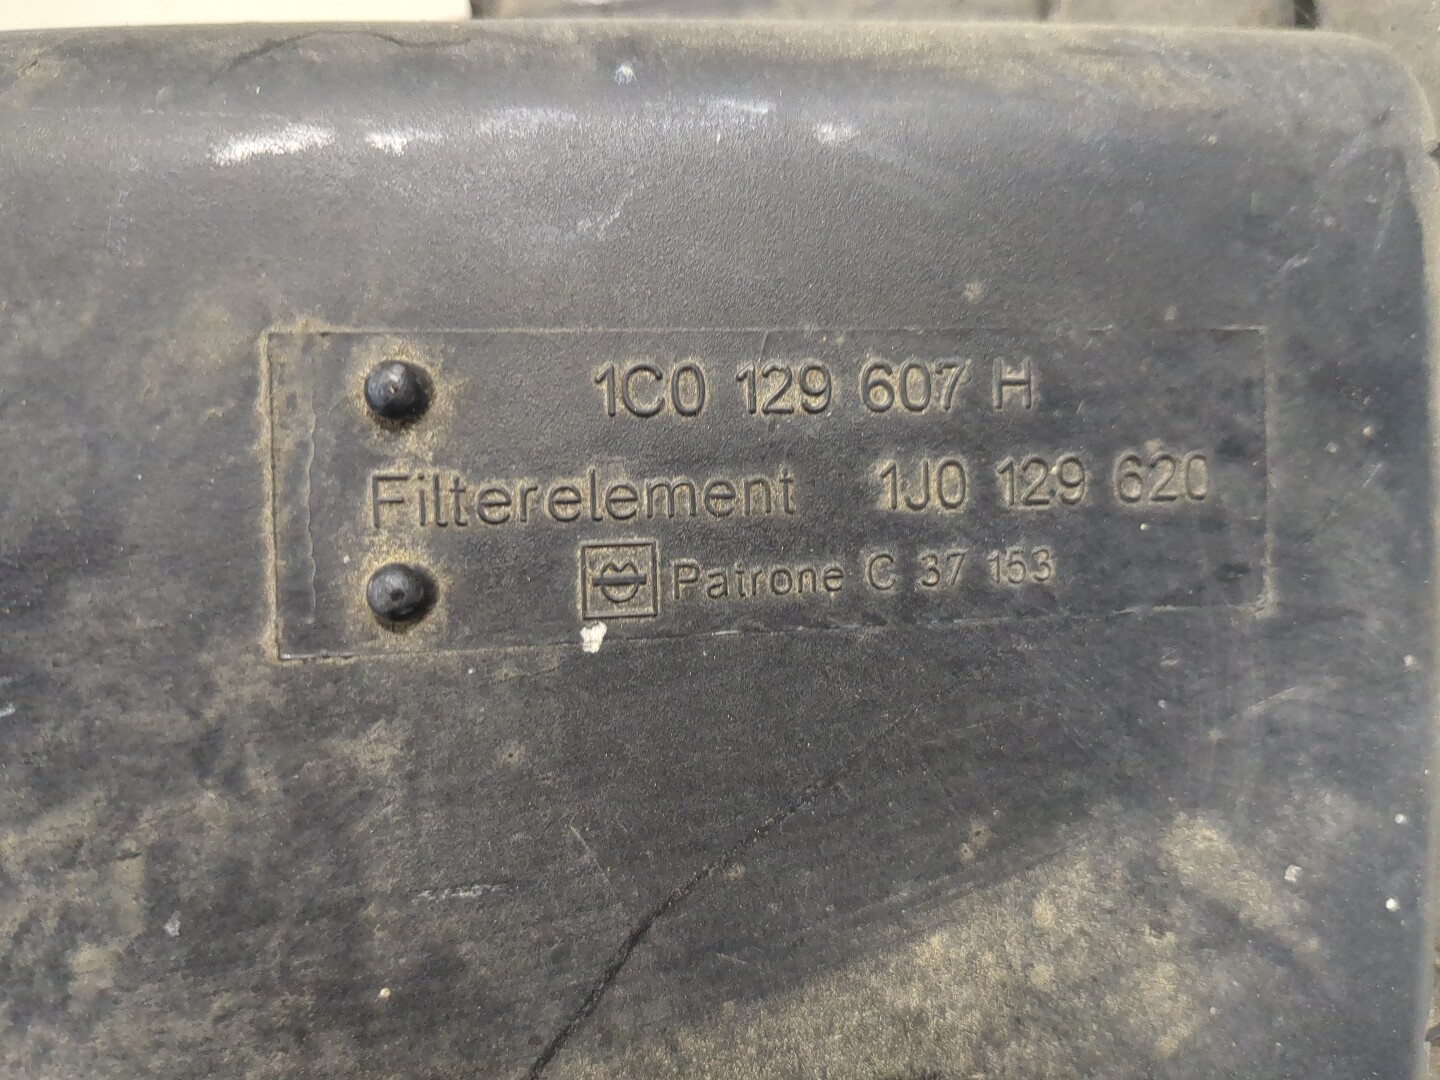 1C0 129 607 H
Filterelement 1J0 129 620
Patrone C 37 153